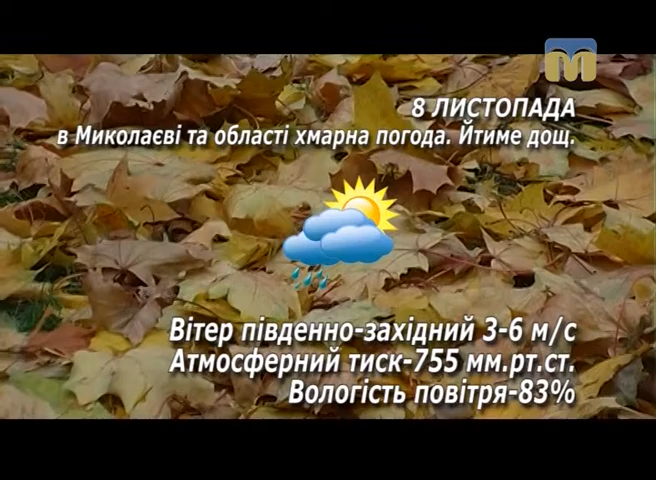 М
8 ЛИСТОПАДА
в Миколаєві та області хмарна погода. Йтиме дощ.
Вітер південно-західний 3-6 м/с
Атмосферний тиск-755 мм.рт.ст.
Вологість повітря-83%